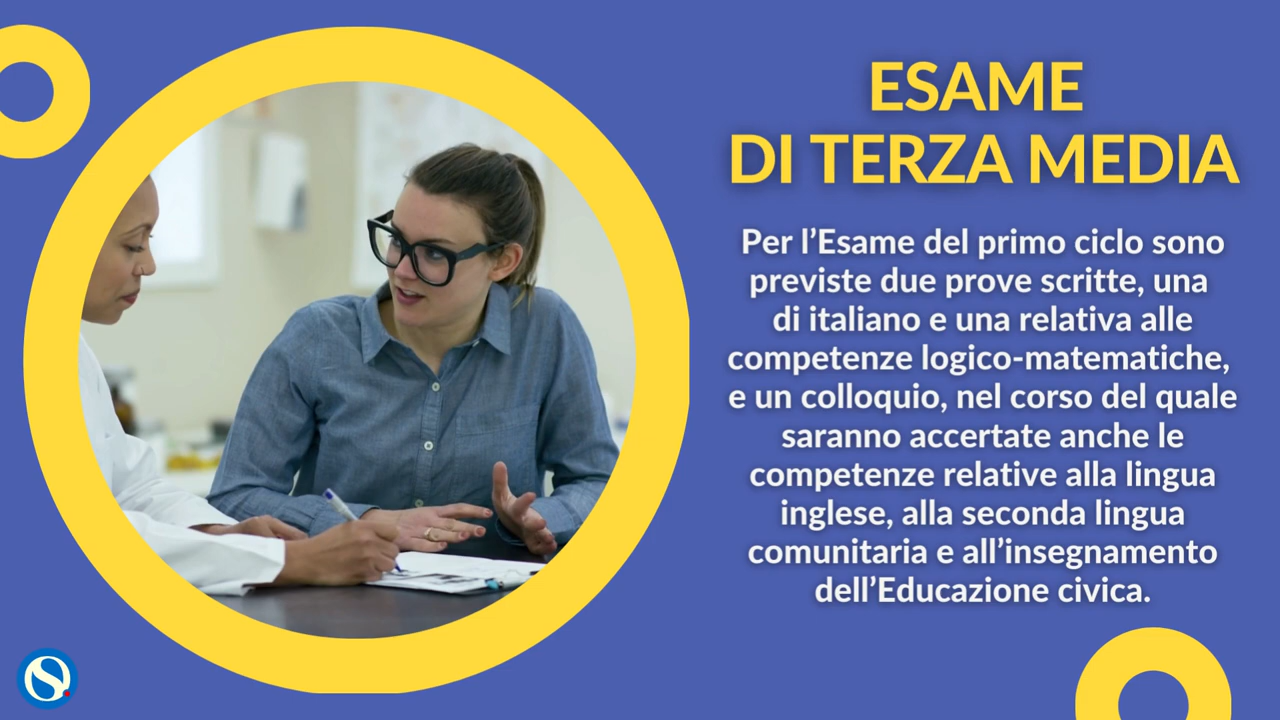 ESAME
DI TERZA MEDIA
Per l’Esame del primo ciclo sono
previste due prove scritte, una
di italiano e una relativa alle
competenze logico-matematiche,
e un colloquio, nel corso del quale
saranno accertate anche le
competenze relative alla lingua
inglese, alla seconda lingua
comunitaria e all’insegnamento
dell’Educazione civica.
S